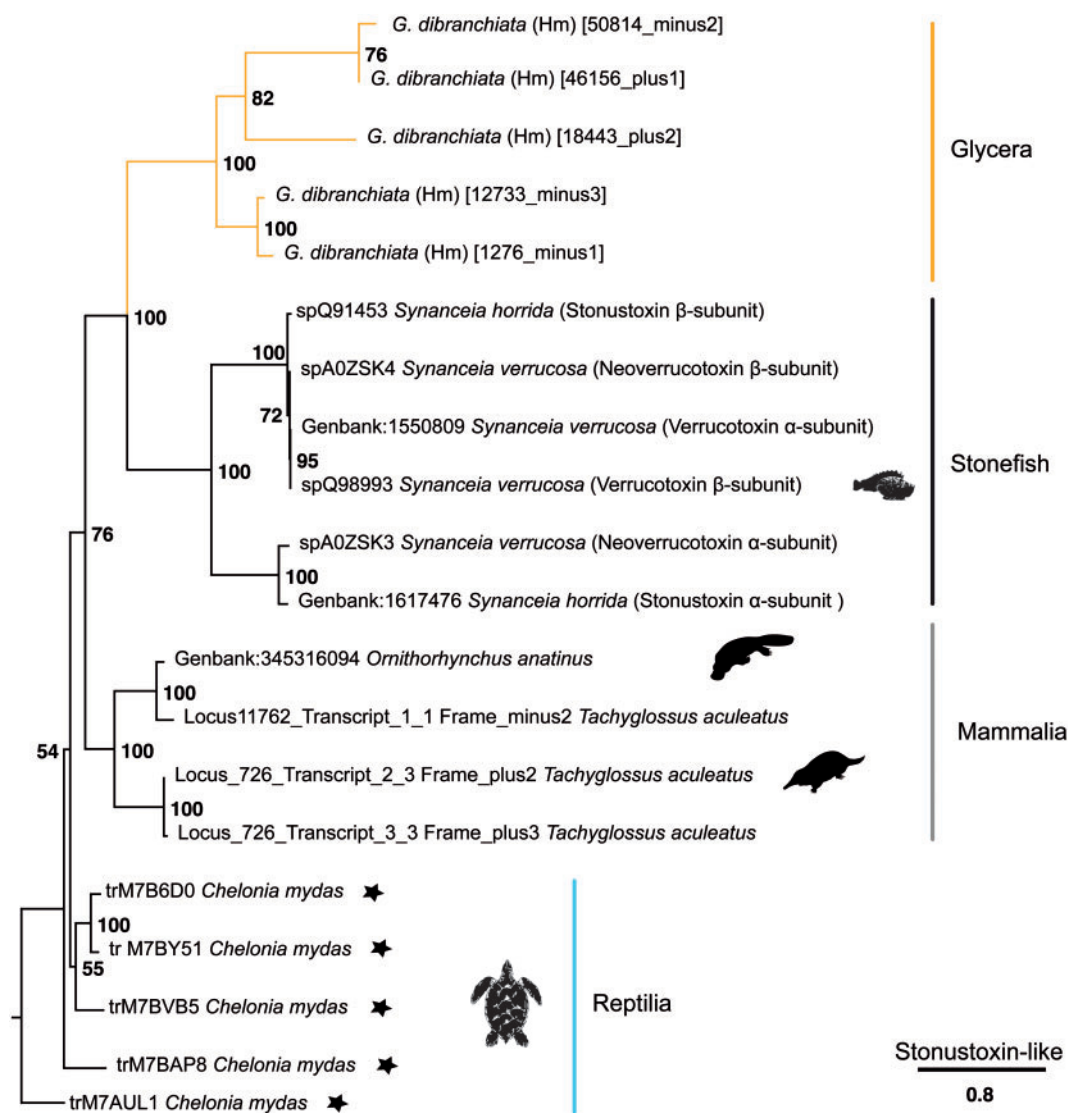 G. dibranchiata (Hm) [50814_minus2]
76
G. dibranchiata (Hm) [46156_plus1]
82
G. dibranchiata (Hm) [18443_plus2]
Glycera
100
G. dibranchiata (Hm) [12733_minus3]
100
G. dibranchiata (Hm) [1276_minus1]
100
spQ91453 Synanceia horrida (Stonustoxin β-subunit)
100
spA0ZSK4 Synanceia verrucosa (Neoverrucotoxin β-subunit)
72
Genbank:1550809 Synanceia verrucosa (Verrucotoxin α-subunit)
95
Stonefish
100
spQ98993 Synanceia verrucosa (Verrucotoxin β-subunit)
76
spA0ZSK3 Synanceia verrucosa (Neoverrucotoxin α-subunit)
100
Genbank:1617476 Synanceia horrida (Stonustoxin α-subunit )
Genbank:345316094 Ornithorhynchus anatinus
100
Locus11762_Transcript_1_1 Frame_minus2 Tachyglossus aculeatus
Mammalia
54
100
Locus_726_Transcript_2_3 Frame_plus2 Tachyglossus aculeatus
100
Locus_726_Transcript_3_3 Frame_plus3 Tachyglossus aculeatus
trM7B6D0 Chelonia mydas
100
tr M7BY51 Chelonia mydas
55
trM7BVB5 Chelonia mydas
Reptilia
trM7BAP8 Chelonia mydas
Stonustoxin-like
0.8
trM7AUL1 Chelonia mydas